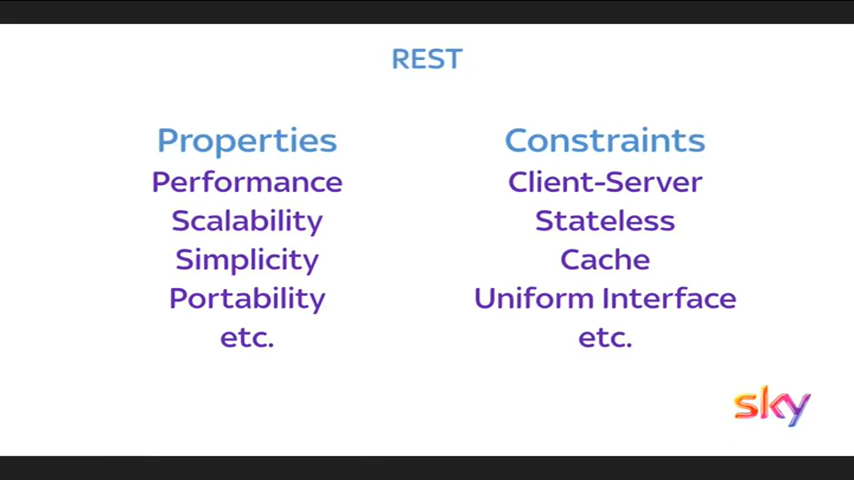 REST
Properties
Performance
Scalability
Simplicity
Portability
etc.
Constraints
Client-Server
Stateless
Cache
Uniform Interface
etc.
sky